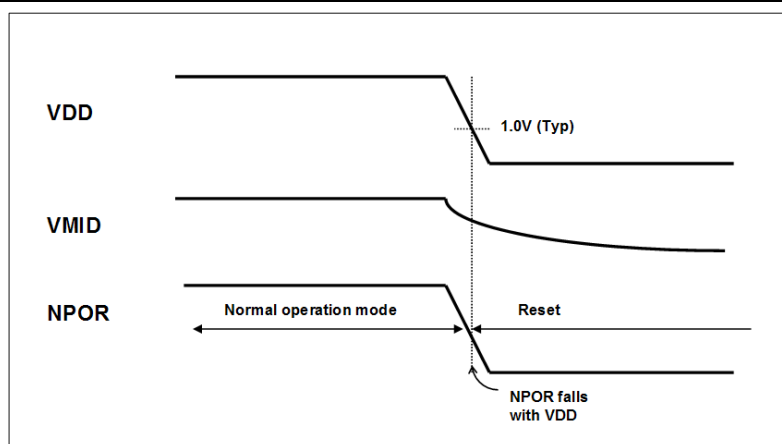 VDD
1.0V (Typ)
VMID
NPOR
Normal operation mode
Reset
NPOR falls
with VDD